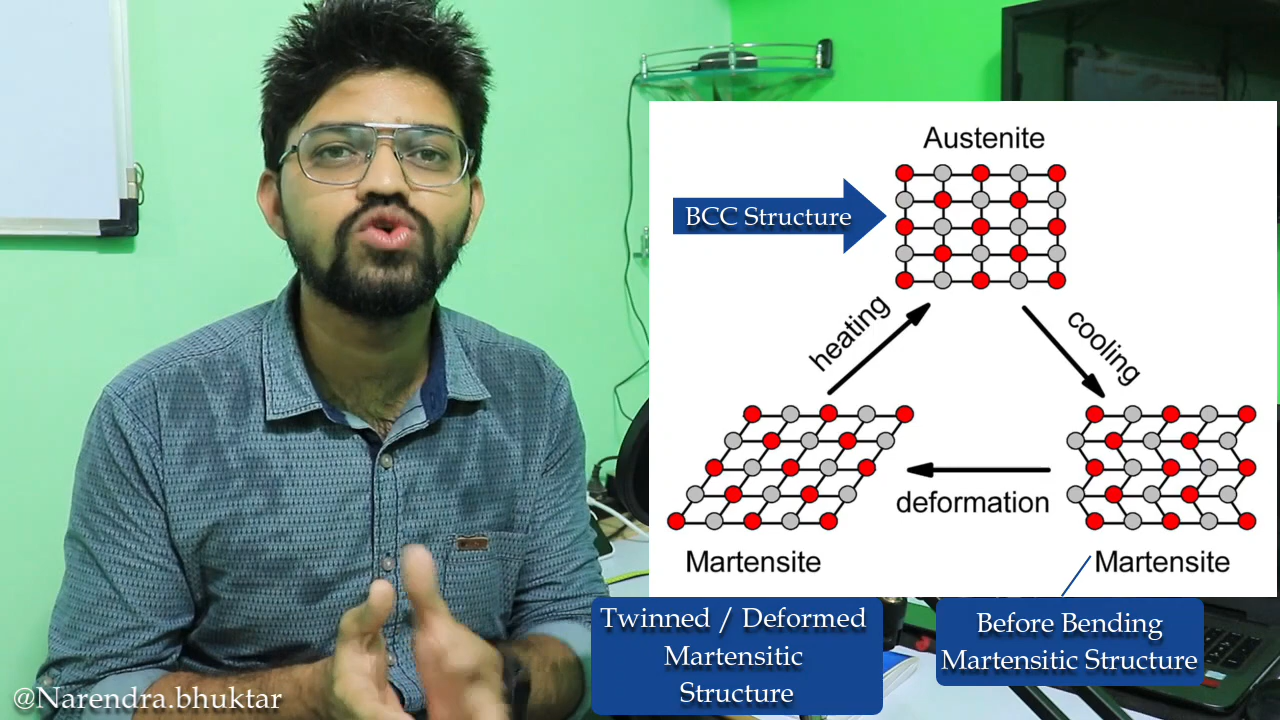 Austenite
BCC Structure
heating
cooling
deformation
Martensite
Martensite
Twinned / Deformed
Martensitic
Structure
Before Bending
Martensitic Structure
@Narendra.bhuktar